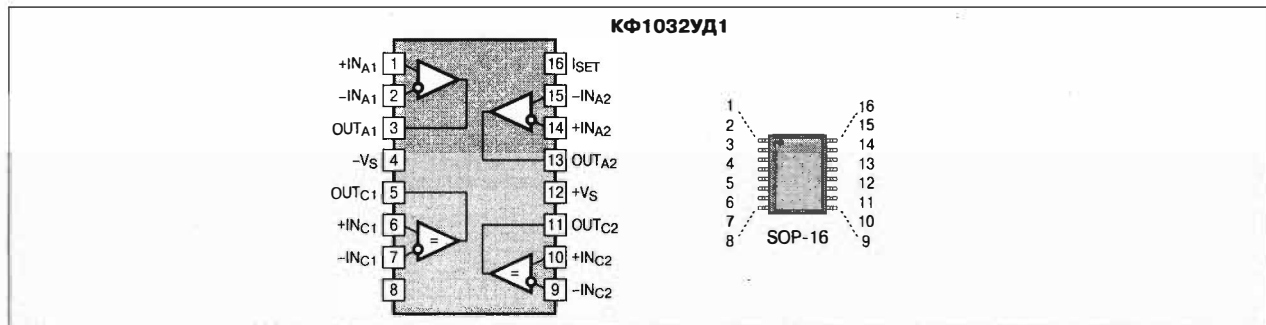 КФ1032УД1
+INA1 1
-INA1 2
OUTA1 3
-VS 4
OUTC1 5
+INC1 6
-INC1 7
8
16 ISET
15 -INA2
14 +INA2
13 OUTA2
12 +VS
11 OUTC2
10 +INC2
9 -INC2
=
=
1
2
3
4
5
6
7
8
16
15
14
13
12
11
10
9
SOP-16